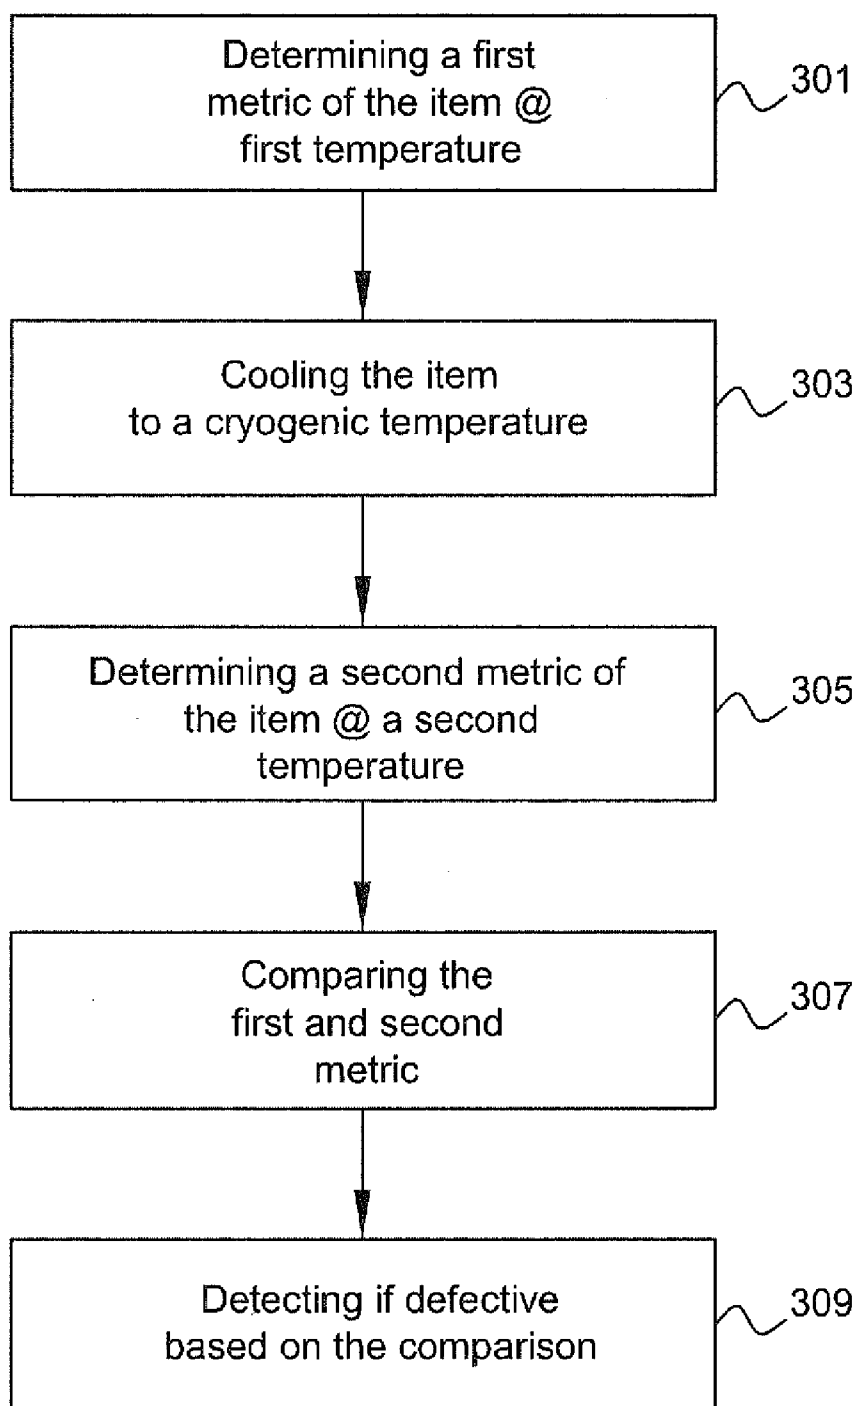 Determining a first
metric of the item @
first temperature
301
Cooling the item
to a cryogenic temperature
303
Determining a second metric of
the item @ a second
temperature
305
Comparing the
first and second
metric
307
Detecting if defective
based on the comparison
309